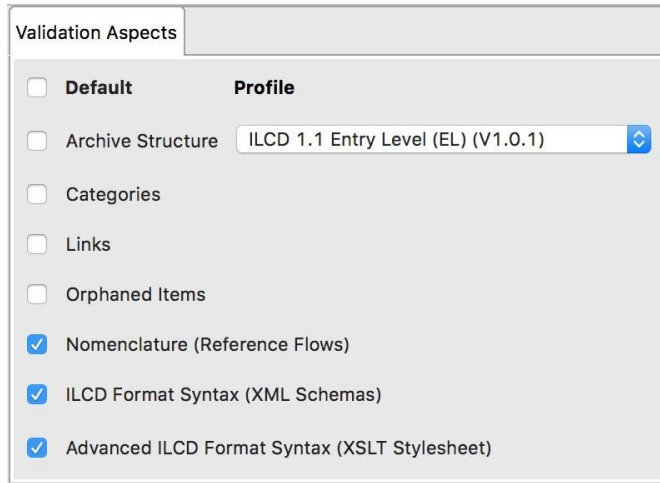 Validation Aspects
Default Profile
Archive Structure ILCD 1.1 Entry Level (EL) (V1.0.1)
Categories
Links
Orphaned Items
Nomenclature (Reference Flows)
ILCD Format Syntax (XML Schemas)
Advanced ILCD Format Syntax (XSLT Stylesheet)